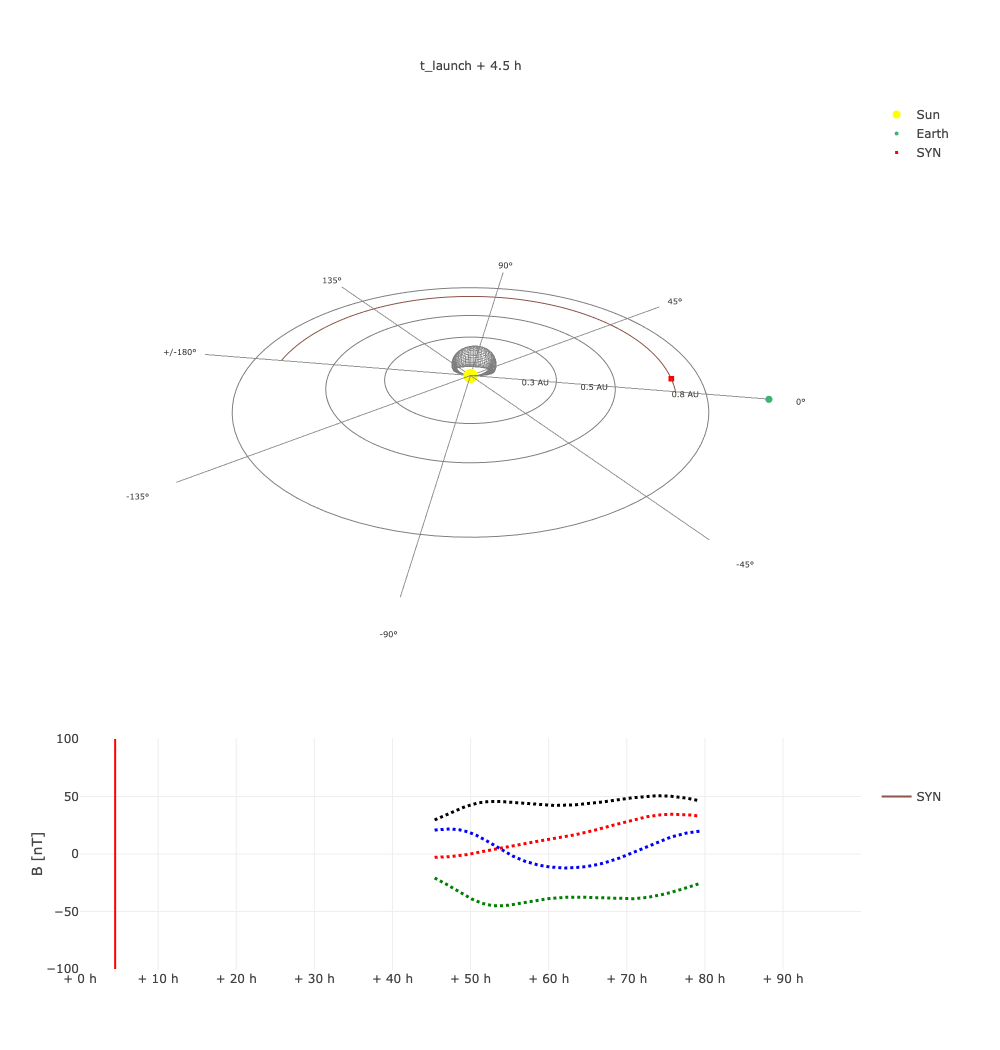 t_launch + 4.5 h
Sun
Earth
SYN
90°
135°
45°
+/-180°
0.3 AU
0.5 AU
0.8 AU
0°
-135°
-45°
-90°
100
50
SYN
0
B [nT]
−50
−100
+ 0 h
+ 10 h
+ 20 h
+ 30 h
+ 40 h
+ 50 h
+ 60 h
+ 70 h
+ 80 h
+ 90 h